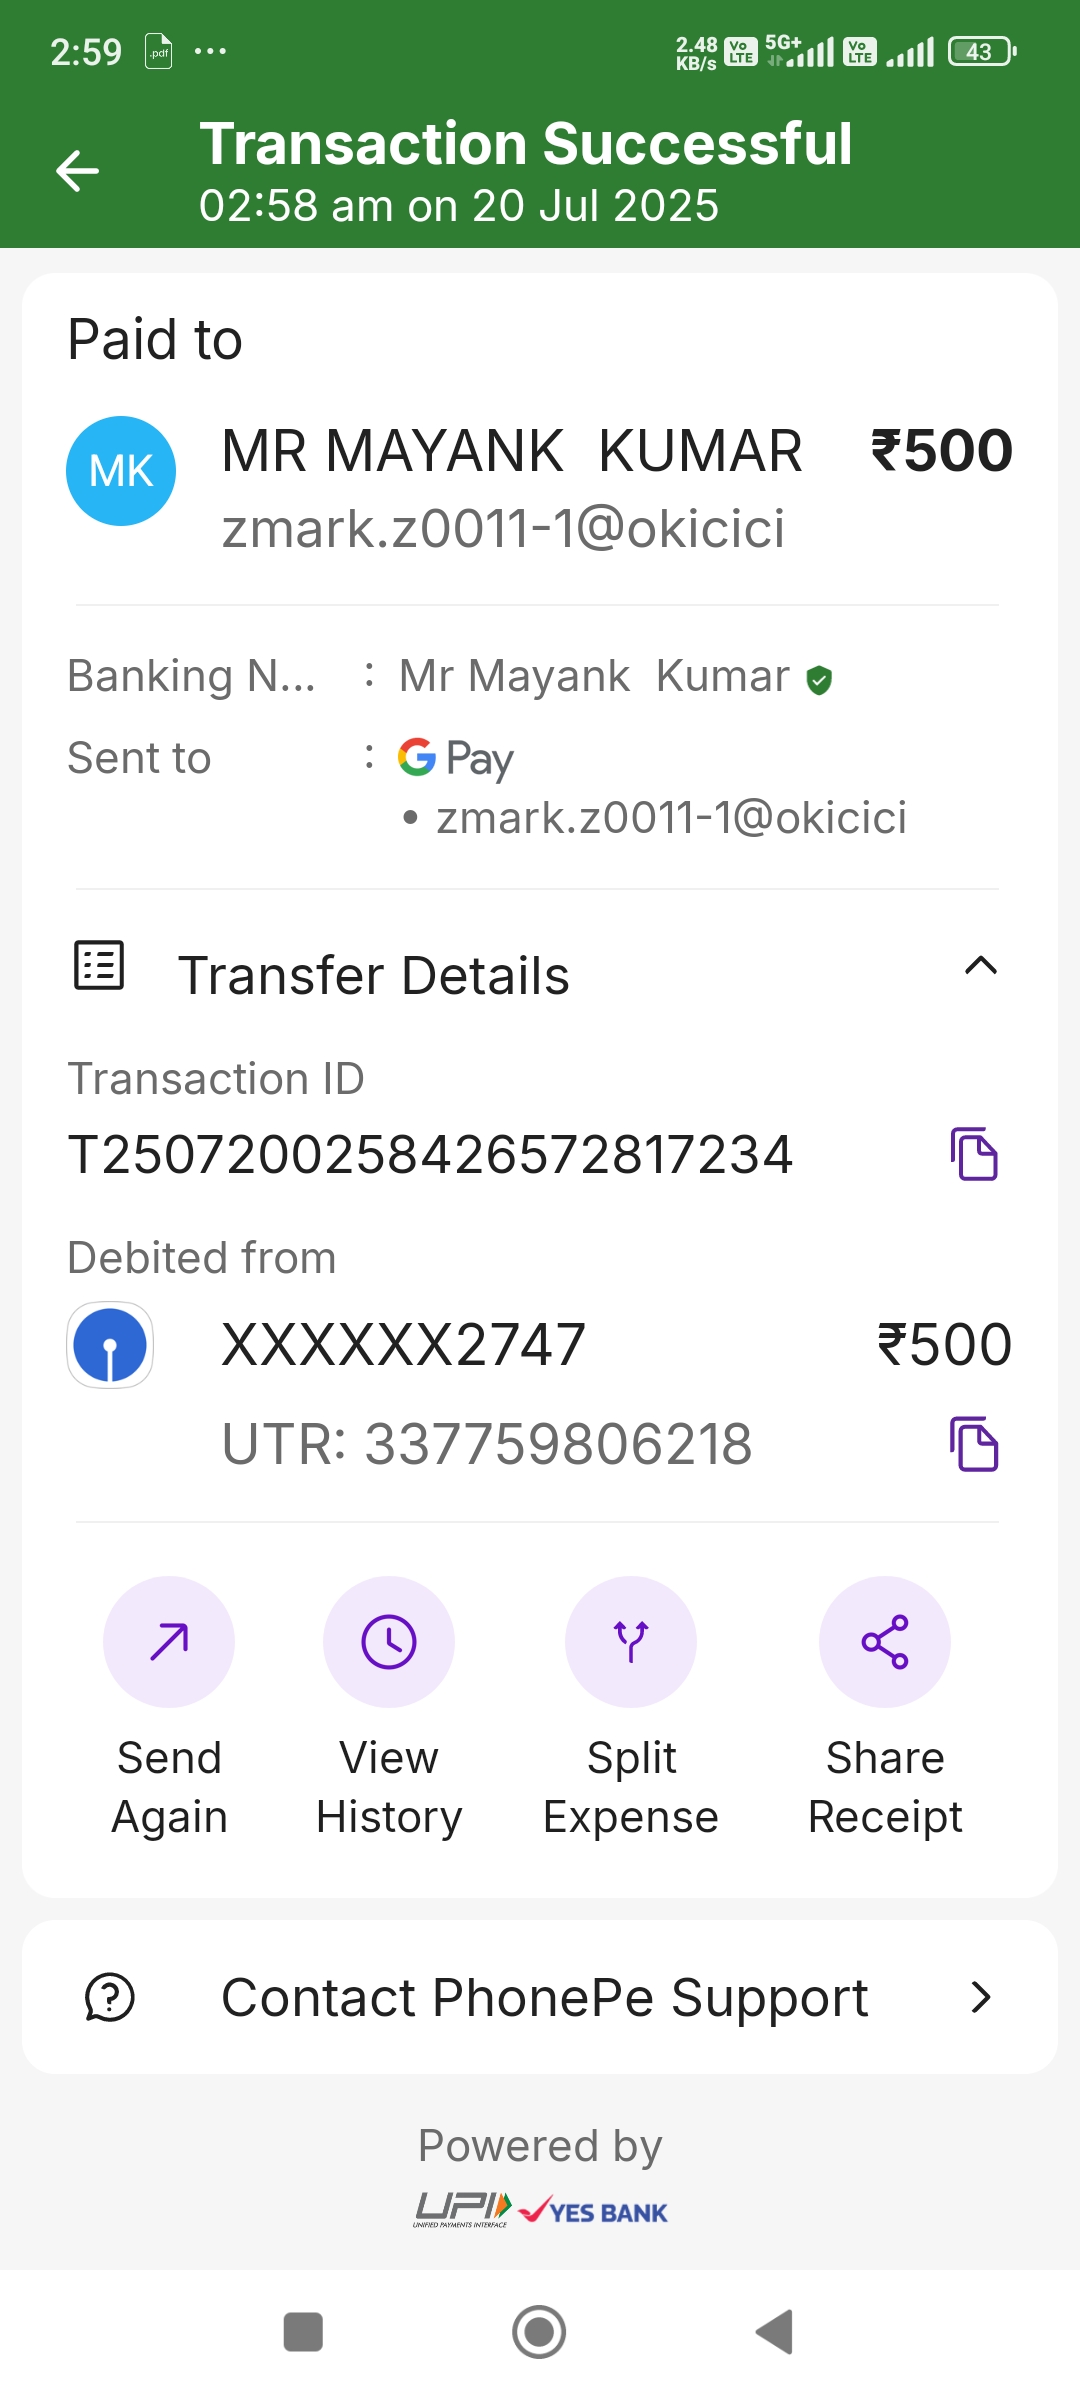 2:59 .pdf ... 2.48 KB/s Vo LTE 5G+ Vo LTE 43
Transaction Successful
02:58 am on 20 Jul 2025
Paid to
MK MR MAYANK KUMAR ₹500
zmark.z0011-1@okicici
Banking N... : Mr Mayank Kumar
Sent to : G Pay
• zmark.z0011-1@okicici
Transfer Details
Transaction ID
T2507200258426572817234
Debited from
XXXXXX2747 ₹500
UTR: 337759806218
Send Again
View History
Split Expense
Share Receipt
Contact PhonePe Support
Powered by
UPI UNIFIED PAYMENTS INTERFACE YES BANK